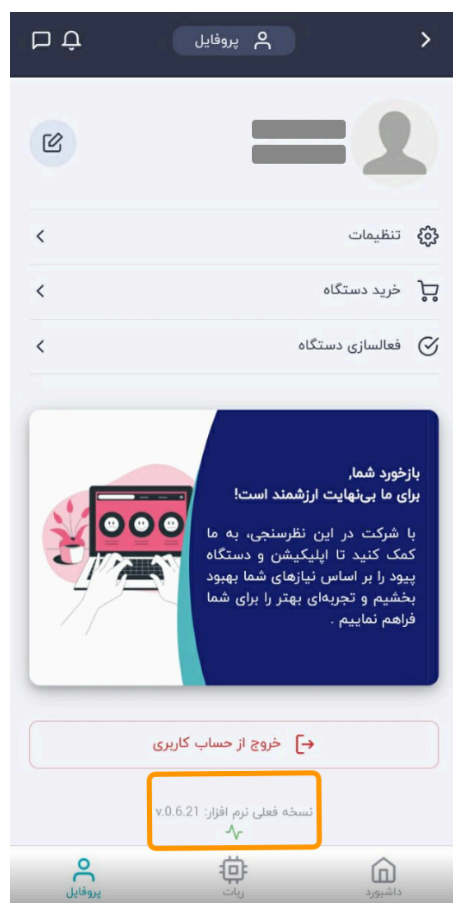 پروفایل
تنظیمات
خرید دستگاه
فعالسازی دستگاه
بازخورد شما,
برای ما بی‌نهایت ارزشمند است!
با شرکت در این نظرسنجی، به ما
کمک کنید تا اپلیکیشن و دستگاه
پیود را بر اساس نیازهای شما بهبود
بخشیم و تجربه‌ای بهتر را برای شما
فراهم نماییم .
خروج از حساب کاربری
نسخه فعلی نرم افزار: v.0.6.21
داشبورد
ربات
پروفایل